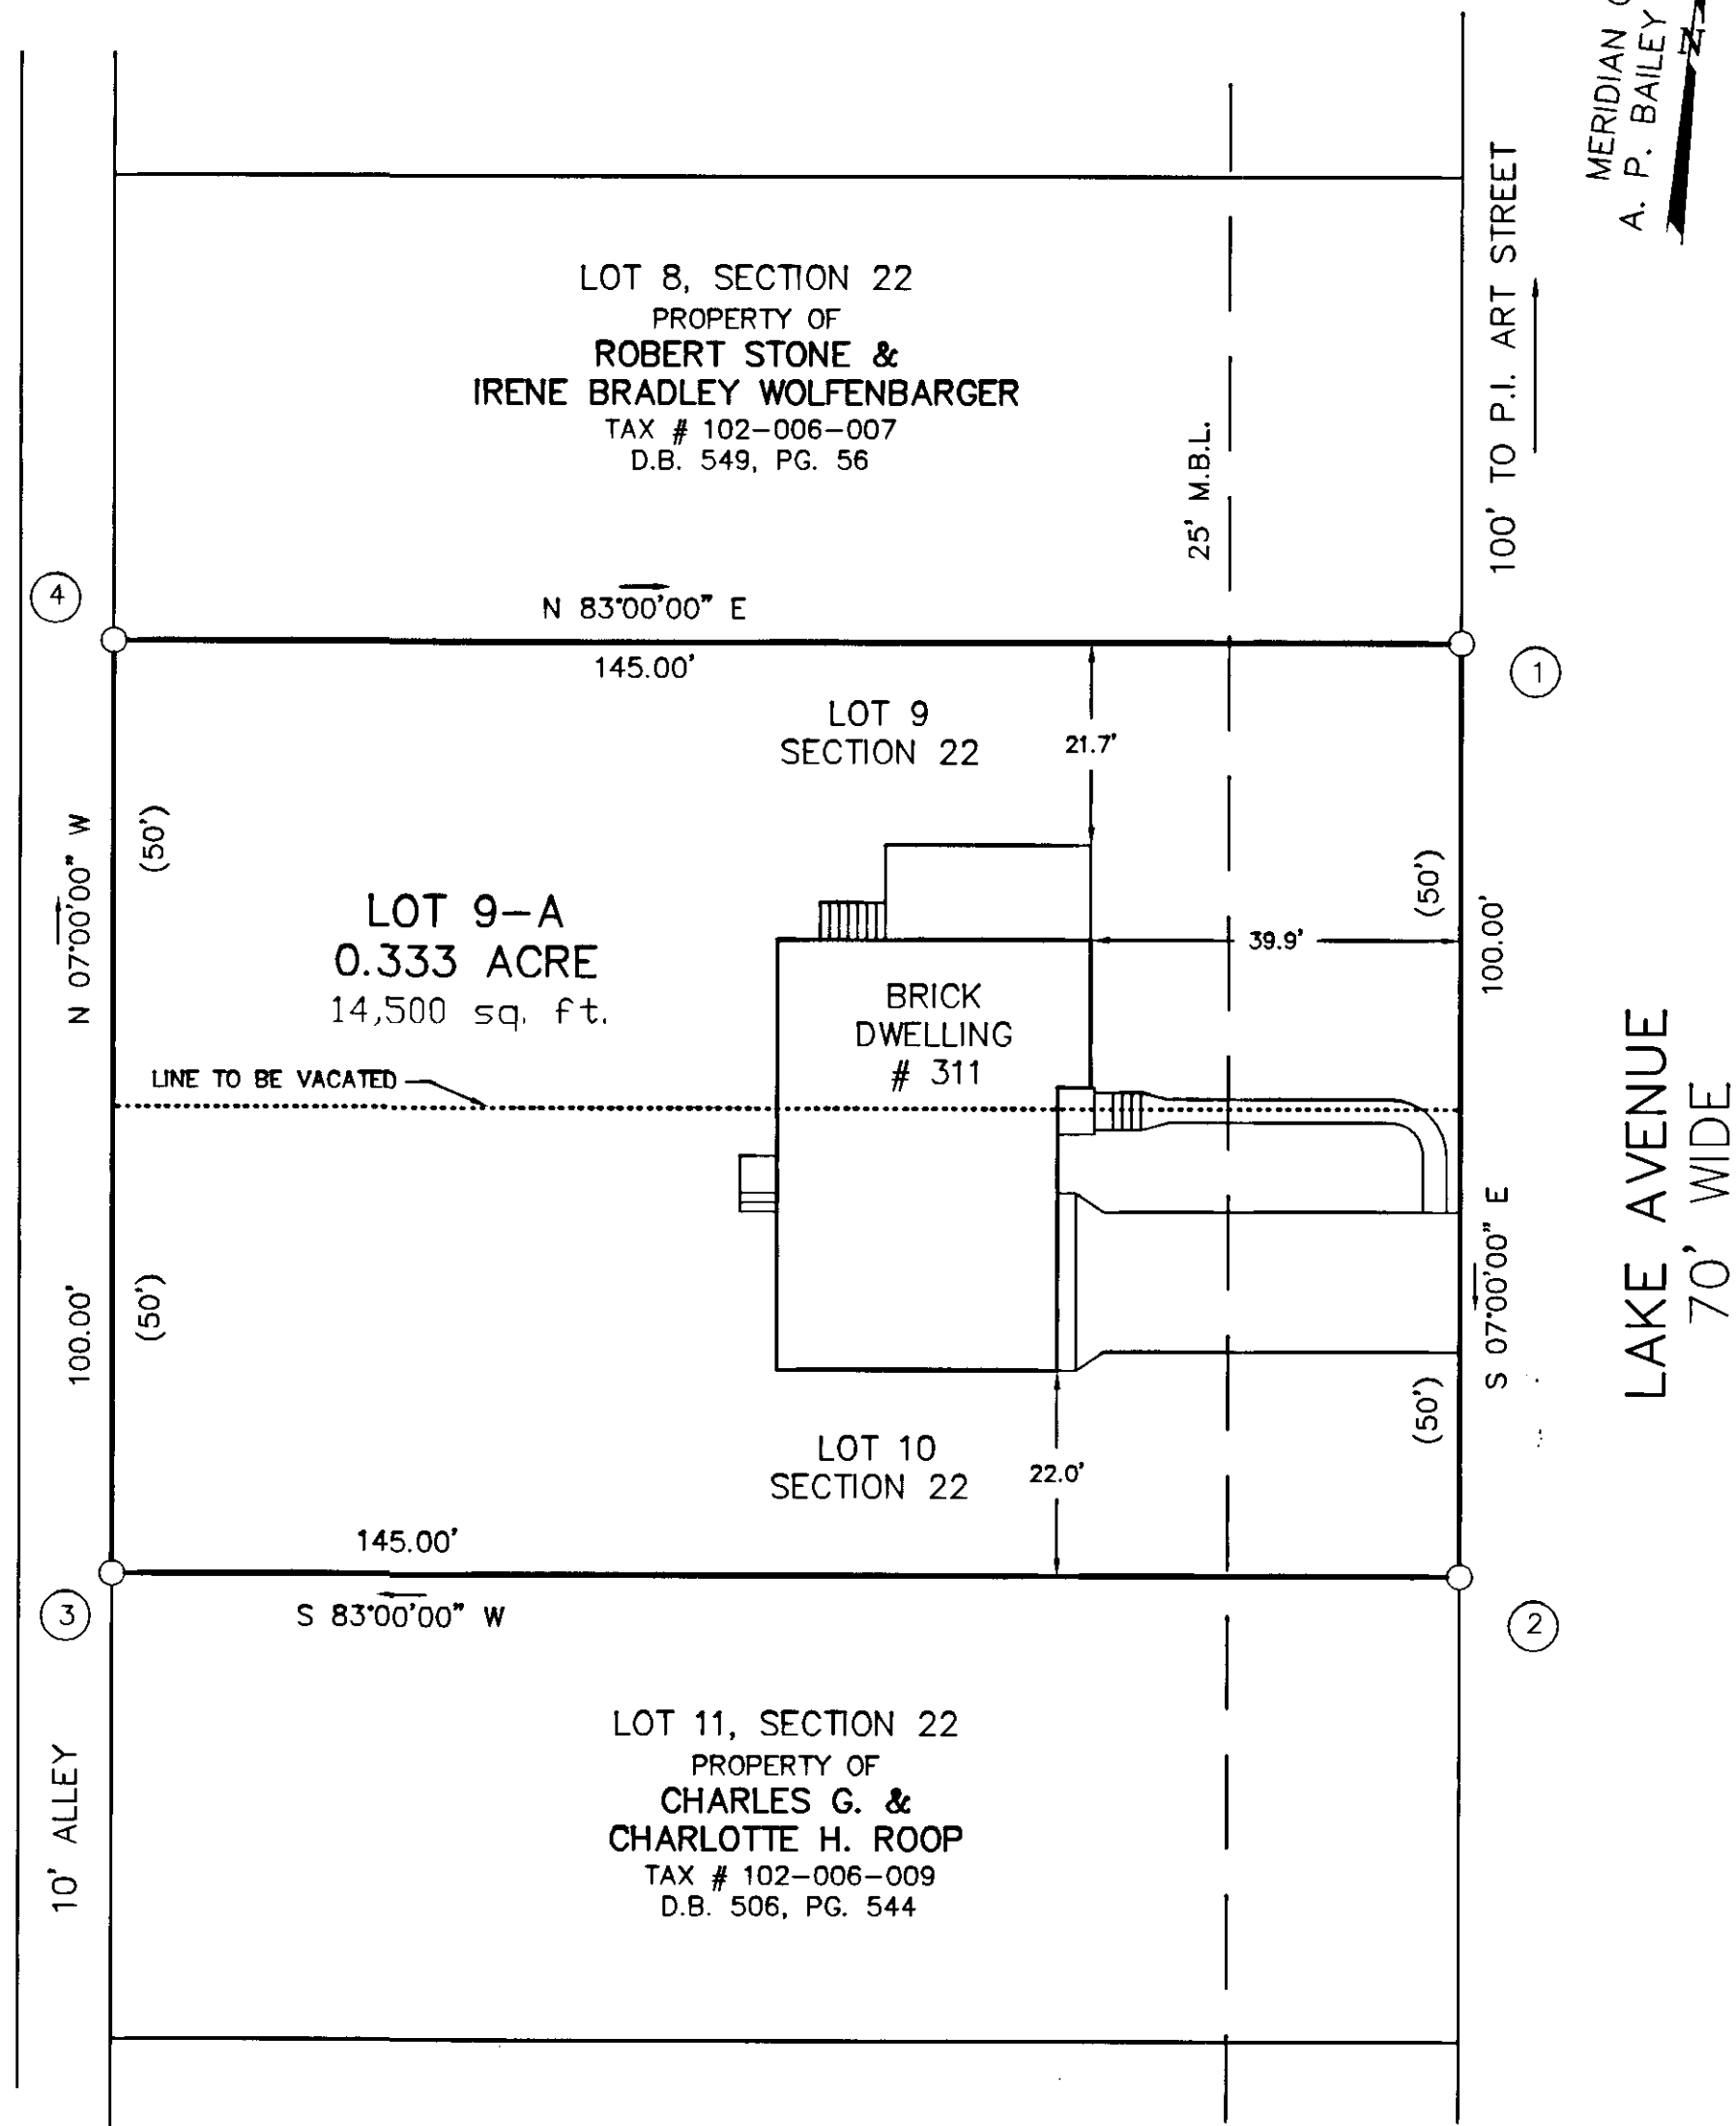 MERIDIAN
A. P. BAILEY
N
LOT 8, SECTION 22
PROPERTY OF
ROBERT STONE &
IRENE BRADLEY WOLFENBARGER
TAX # 102-006-007
D.B. 549, PG. 56
25' M.B.L.
100' TO P.I. ART STREET
4
N 83°00'00" E
145.00'
1
LOT 9
SECTION 22
21.7'
N 07°00'00" W
(50')
(50')
LOT 9-A
0.333 ACRE
14,500 sq. ft.
39.9'
100.00'
BRICK
DWELLING
# 311
LINE TO BE VACATED
LAKE AVENUE
70' WIDE
100.00'
(50')
S 07°00'00" E
(50')
LOT 10
SECTION 22
22.0'
145.00'
S 83°00'00" W
3
2
10' ALLEY
LOT 11, SECTION 22
PROPERTY OF
CHARLES G. &
CHARLOTTE H. ROOP
TAX # 102-006-009
D.B. 506, PG. 544